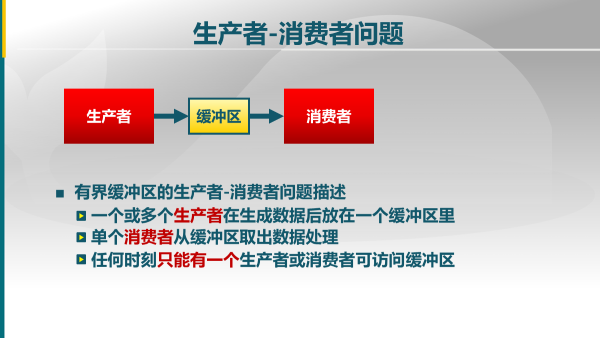 生产者-消费者问题
生产者
缓冲区
消费者
有界缓冲区的生产者-消费者问题描述
一个或多个生产者在生成数据后放在一个缓冲区里
单个消费者从缓冲区取出数据处理
任何时刻只能有一个生产者或消费者可访问缓冲区